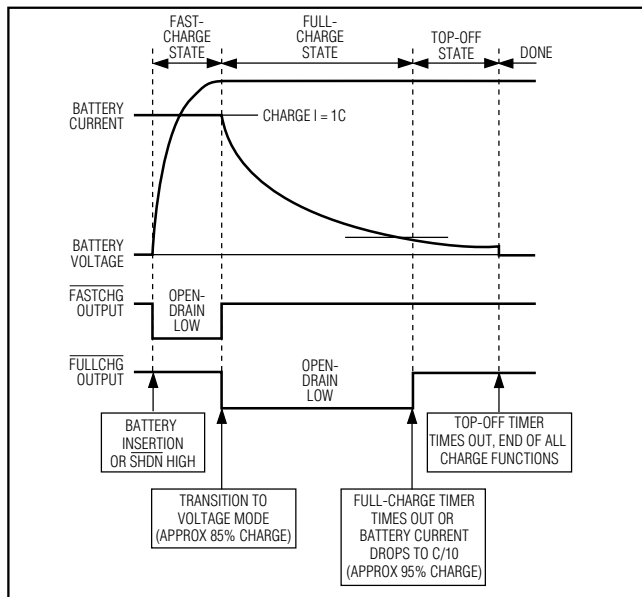 FAST-
CHARGE
STATE
FULL-
CHARGE
STATE
TOP-OFF
STATE
DONE
BATTERY
CURRENT
CHARGE I = 1C
BATTERY
VOLTAGE
FASTCHG
OUTPUT
OPEN-
DRAIN
LOW
FULLCHG
OUTPUT
OPEN-
DRAIN
LOW
BATTERY
INSERTION
OR SHDN HIGH
TOP-OFF TIMER
TIMES OUT, END OF ALL
CHARGE FUNCTIONS
TRANSITION TO
VOLTAGE MODE
(APPROX 85% CHARGE)
FULL-CHARGE TIMER
TIMES OUT OR
BATTERY CURRENT
DROPS TO C/10
(APPROX 95% CHARGE)